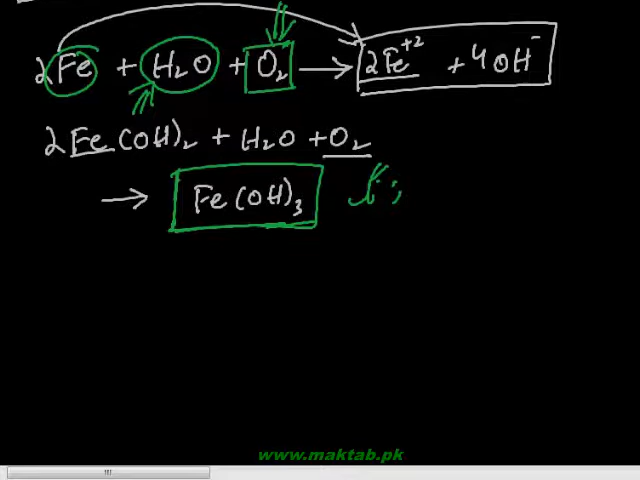 2Fe + H₂O + O₂ → 2Fe⁺² + 4OH⁻
2Fe(OH)₂ + H₂O + O₂
→ Fe(OH)₃
www.maktab.pk